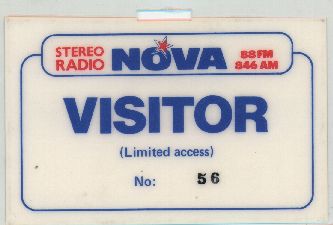 STEREO RADIO NOVA 88FM 846 AM
VISITOR
(Limited access)
No: 56